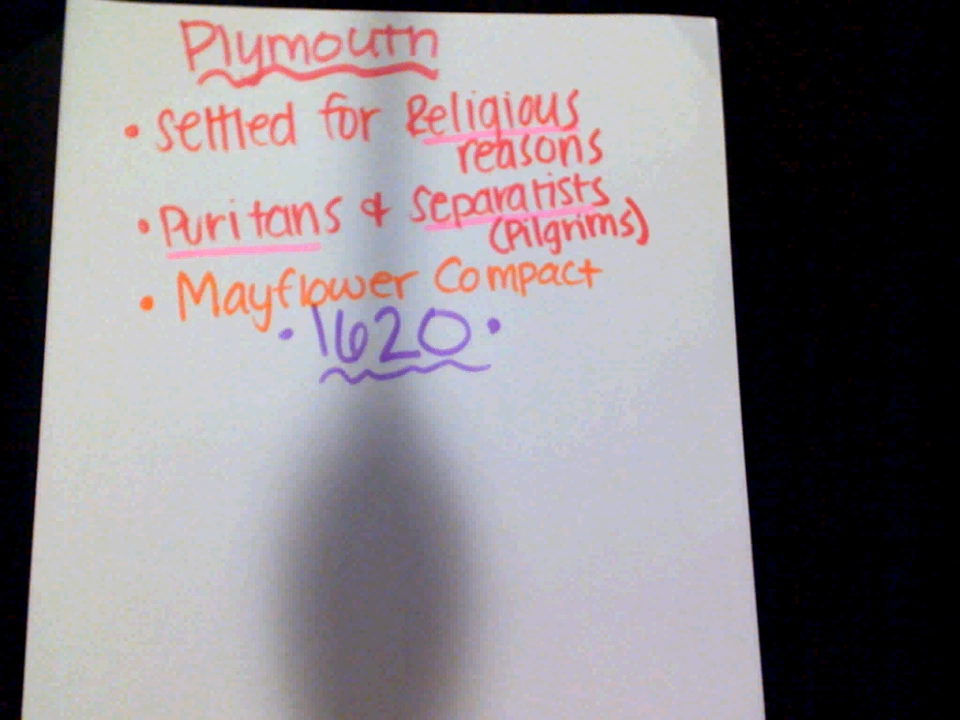 Plymouth
• Settled for Religious
reasons
• Puritans & Separatists
(Pilgrims)
• Mayflower Compact
• 1620 •